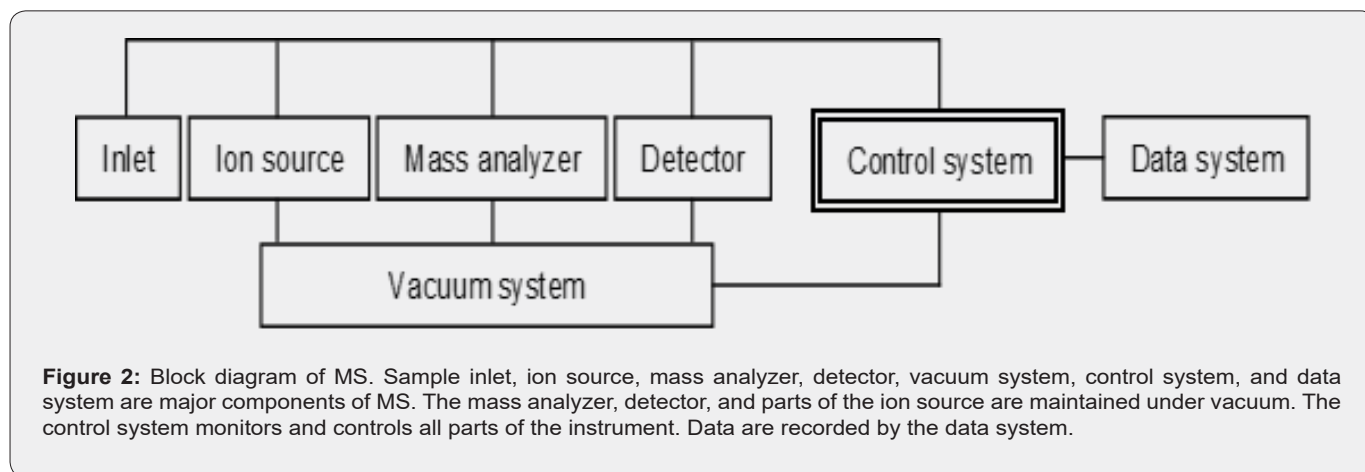 Inlet
Ion source
Mass analyzer
Detector
Control system
Data system
Vacuum system
Figure 2: Block diagram of MS. Sample inlet, ion source, mass analyzer, detector, vacuum system, control system, and data
system are major components of MS. The mass analyzer, detector, and parts of the ion source are maintained under vacuum. The
control system monitors and controls all parts of the instrument. Data are recorded by the data system.